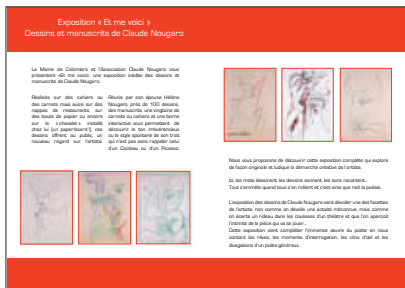 Exposition « Et me voici »
Dessins et manuscrits de Claude Nougaro
La Mairie de Colomiers et l'Association Claude Nougaro vous
présentent «Et me voici», une exposition inédite des dessins et
manuscrits de Claude Nougaro.
Réalisés sur des cahiers ou
des carnets mais aussi sur des
nappes de restaurants, sur
des bouts de papier ou encore
sur le «chevalet» installé
chez lui (un paper-board !), ces
dessins offrent au public, un
nouveau regard sur l'artiste.
Réunis par son épouse Hélène
Nougaro, près de 100 dessins,
des manuscrits, une vingtaine de
carnets ou cahiers et une borne
interactive vous permettent de
découvrir le ton irrévérencieux
ou le style spontané de son trait
qui n'est pas sans rappeler celui
d'un Cocteau ou d'un Picasso.
Nous vous proposons de découvrir cette exposition complète qui explore
de façon originale et ludique la démarche créative de l'artiste.
Ici, les mots dessinent, les dessins sonnent, les sons racontent...
Tout s'emmêle quand tous s'en mêlent et c'est ainsi que naît la poésie.
L'exposition des dessins de Claude Nougaro vient dévoiler une des facettes
de l'artiste, non comme on dévoile une activité méconnue, mais comme
on écarte un rideau dans les coulisses d'un théâtre et que l'on aperçoit
l'intimité de la pièce qui va se jouer...
Cette exposition vient compléter l'immense œuvre du poète en nous
contant les rêves, les moments d'interrogation, les clins d'œil et les
divagations d'un poète généreux.